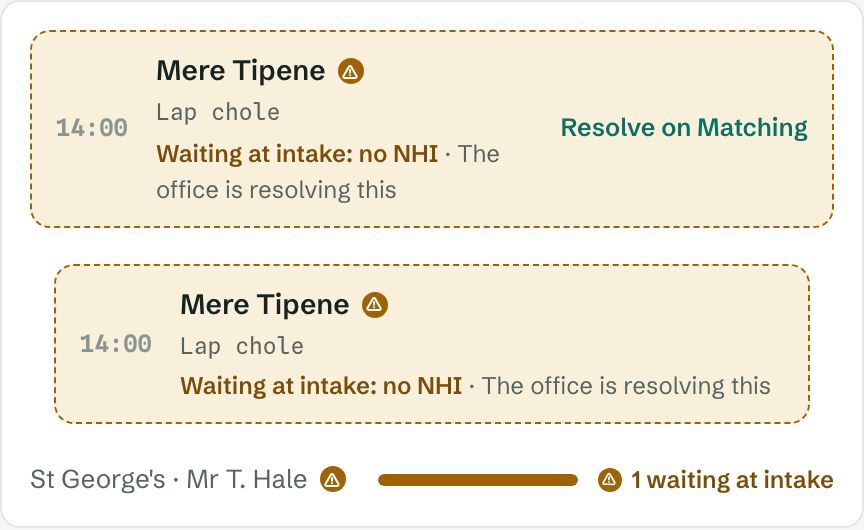 Mere Tipene
14:00
Lap chole
Resolve on Matching
Waiting at intake: no NHI · The
office is resolving this
Mere Tipene
14:00
Lap chole
Waiting at intake: no NHI · The office is resolving this
St George's · Mr T. Hale
1 waiting at intake